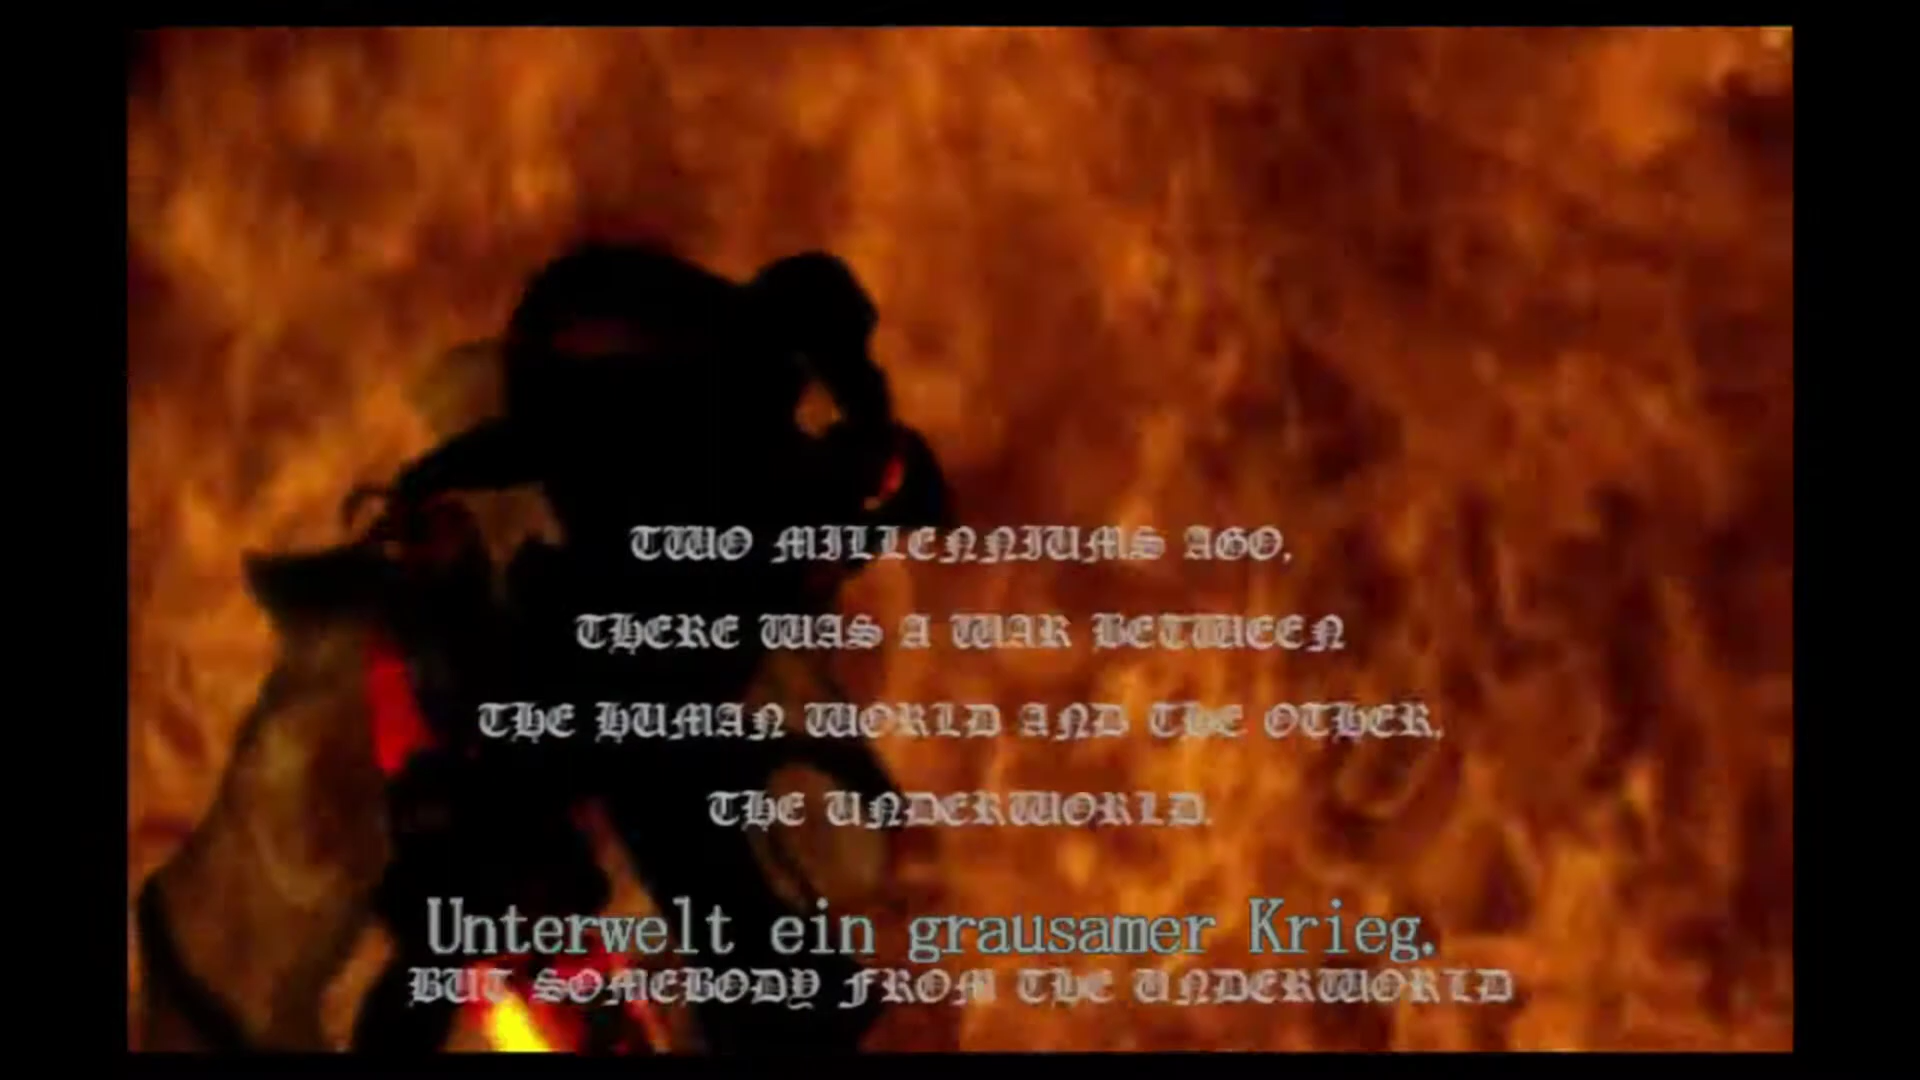 TWO MILLENNIUMS AGO,
THERE WAS A WAR BETWEEN
THE HUMAN WORLD AND THE OTHER,
THE UNDERWORLD.
Unterwelt ein grausamer Krieg.
BUT SOMEBODY FROM THE UNDERWORLD